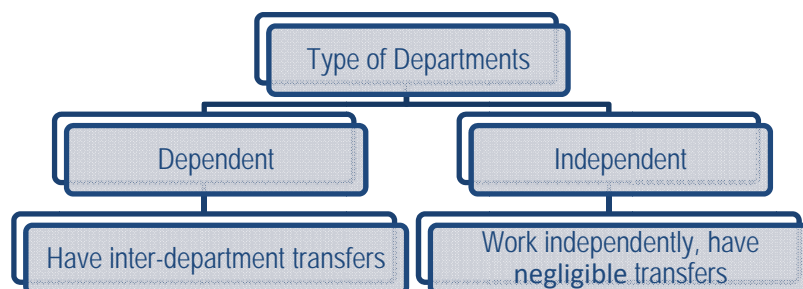 Type of Departments
Dependent
Independent
Have inter-department transfers
Work independently, have
negligible transfers